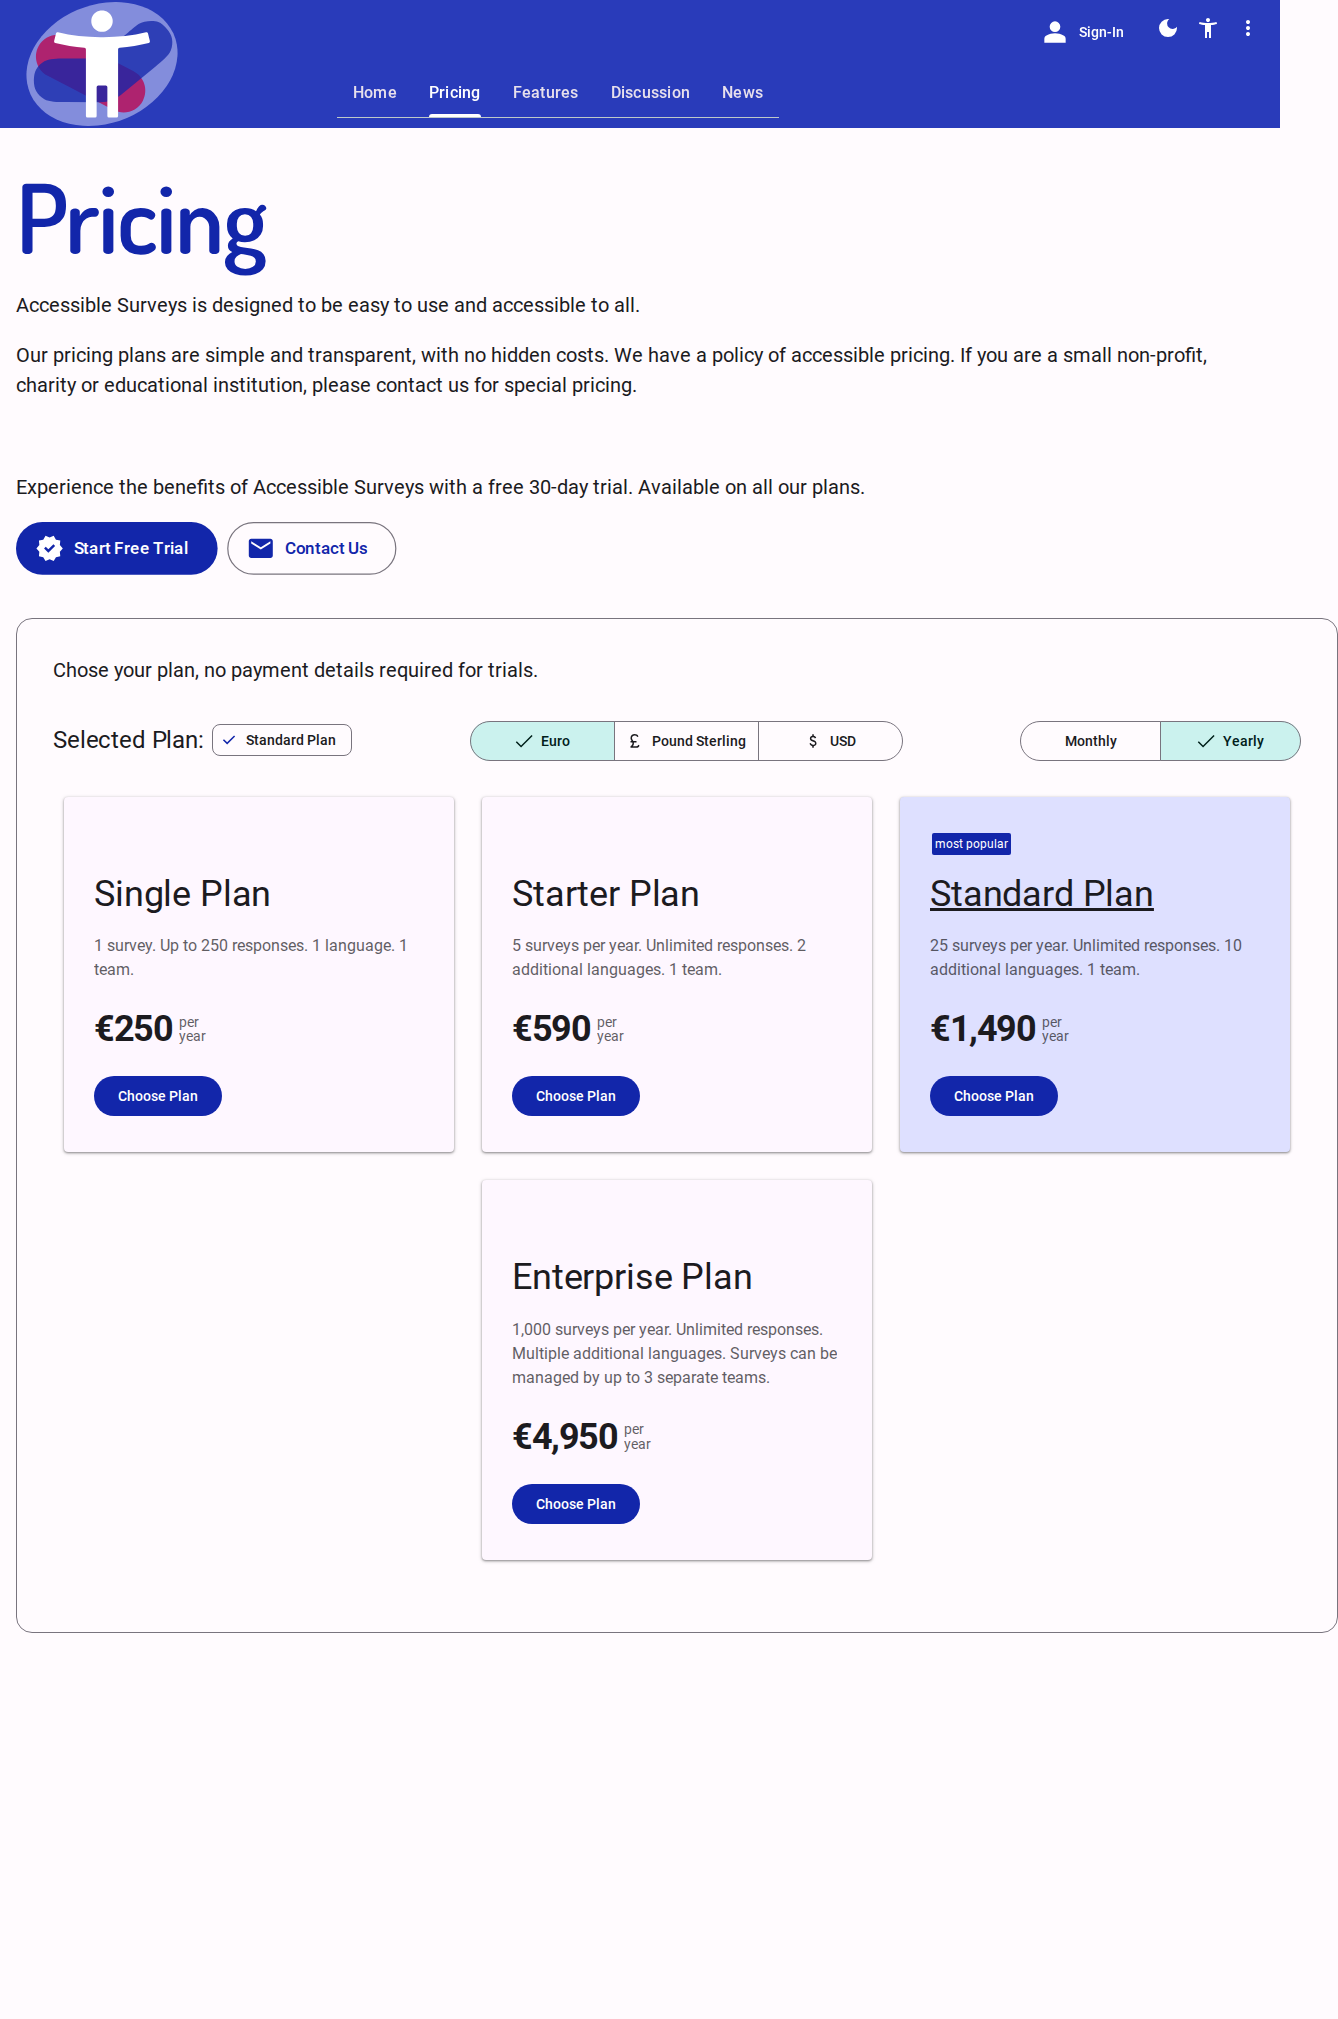 Sign-In
Home Pricing Features Discussion News
Pricing
Accessible Surveys is designed to be easy to use and accessible to all.
Our pricing plans are simple and transparent, with no hidden costs. We have a policy of accessible pricing. If you are a small non-profit,
charity or educational institution, please contact us for special pricing.
Experience the benefits of Accessible Surveys with a free 30-day trial. Available on all our plans.
Start Free Trial Contact Us
Chose your plan, no payment details required for trials.
Selected Plan: Standard Plan Euro £ Pound Sterling $ USD Monthly Yearly
Single Plan
1 survey. Up to 250 responses. 1 language. 1
team.
€250 per
year
Choose Plan
Starter Plan
5 surveys per year. Unlimited responses. 2
additional languages. 1 team.
€590 per
year
Choose Plan
most popular
Standard Plan
25 surveys per year. Unlimited responses. 10
additional languages. 1 team.
€1,490 per
year
Choose Plan
Enterprise Plan
1,000 surveys per year. Unlimited responses.
Multiple additional languages. Surveys can be
managed by up to 3 separate teams.
€4,950 per
year
Choose Plan